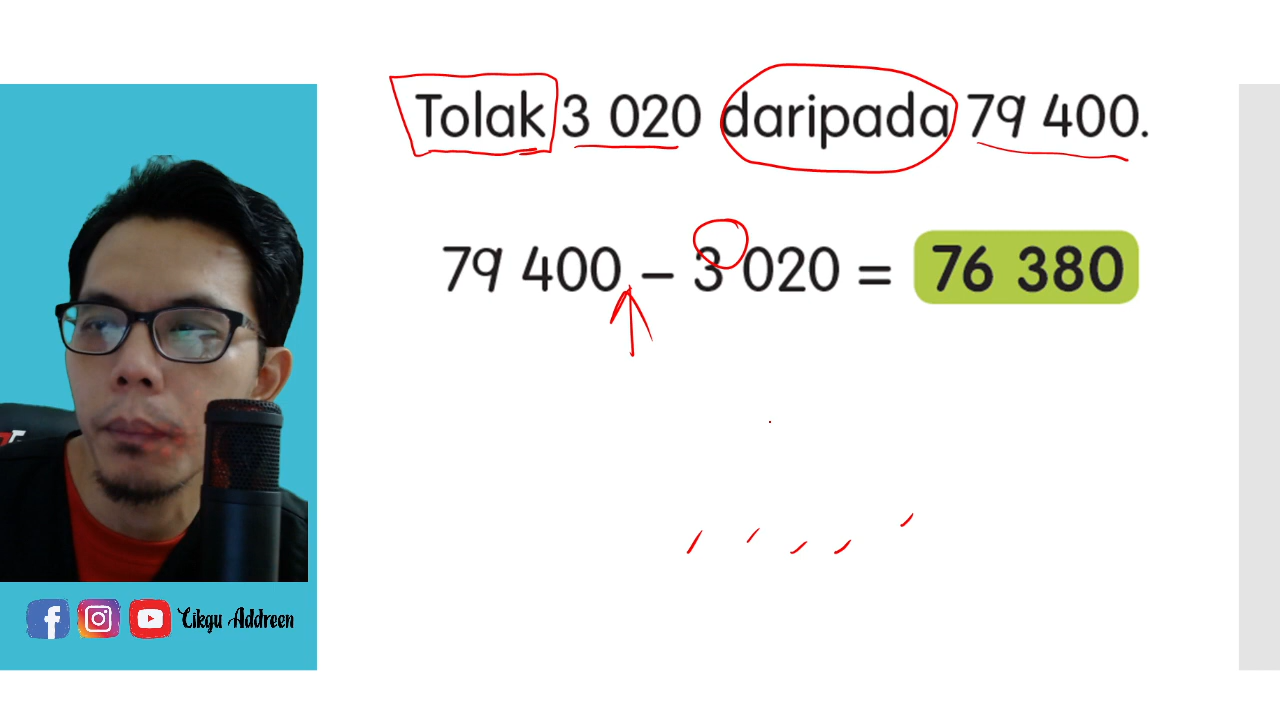 Tolak 3 020 daripada 79 400.
79 400 – 3 020 = 76 380
Cikgu Addreen